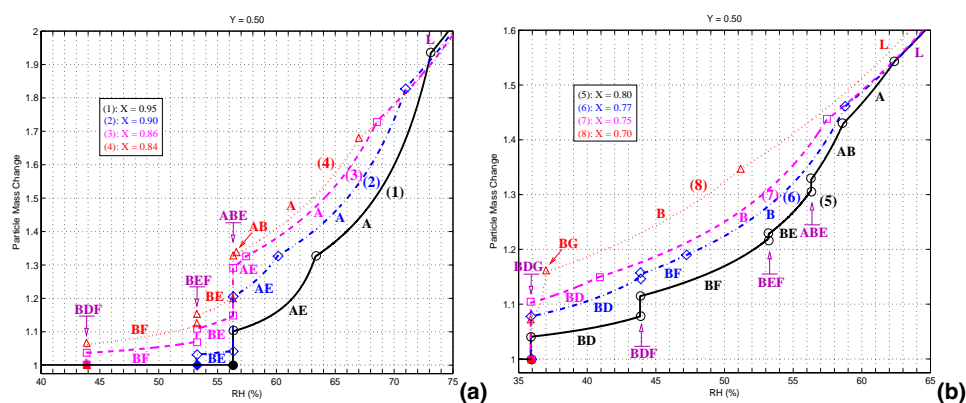 Y = 0.50
Particle Mass Change
2
1.9
1.8
1.7
1.6
1.5
1.4
1.3
1.2
1.1
1
(1): X = 0.95
(2): X = 0.90
(3): X = 0.86
(4): X = 0.84
L
(4)
(3)
(2)
(1)
A
A
A
A
ABE
AB
AE
AE
AE
BEF
BE
BE
BE
BDF
BF
BF
40 45 50 55 60 65 70 75
RH (%)
(a)
Y = 0.50
Particle Mass Change
1.6
1.5
1.4
1.3
1.2
1.1
1
(5): X = 0.80
(6): X = 0.77
(7): X = 0.75
(8): X = 0.70
L
L
A
AB
(8)
(7)
(6)
(5)
B
B
B
ABE
BE
BEF
BG
BDG
BF
BF
BD
BD
BD
BDF
35 40 45 50 55 60 65
RH (%)
(b)